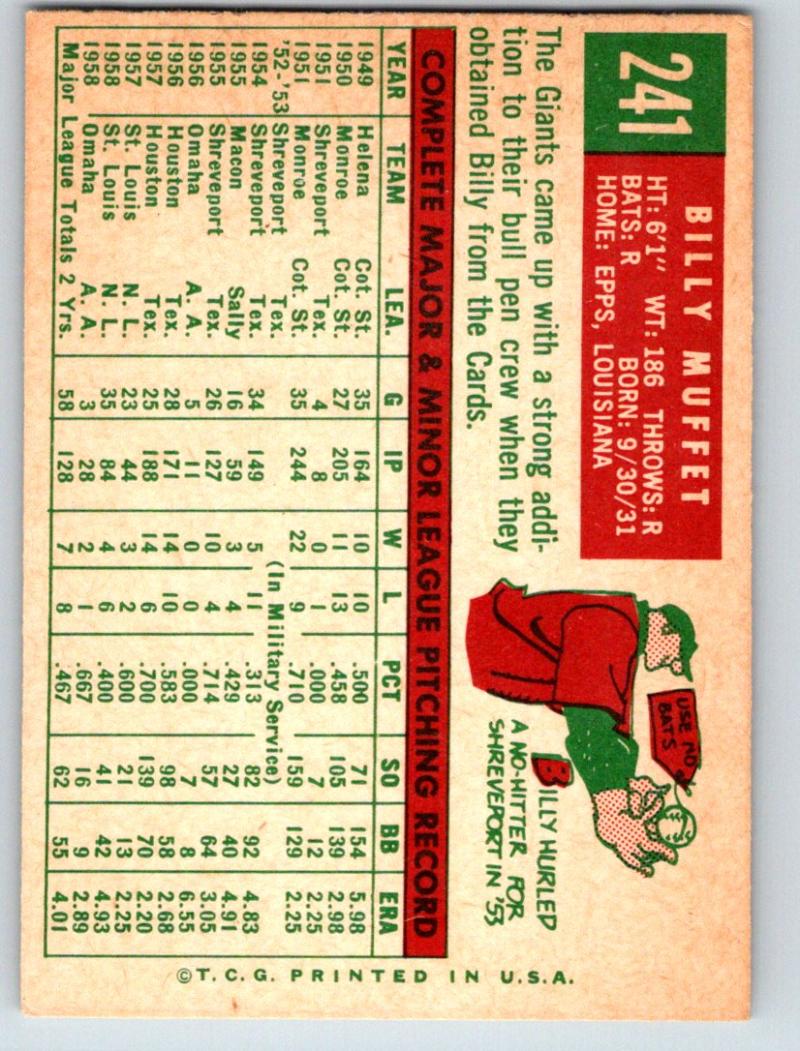 241
BILLY MUFFET
HT: 6'1" WT: 186 THROWS: R
BATS: R BORN: 9/30/31
HOME: EPPS, LOUISIANA
The Giants came up with a strong addi-
tion to their bull pen crew when they
obtained Billy from the Cards.
USE NO
BATS
BILLY HURLED
A NO-HITTER FOR
SHREVEPORT IN '53
COMPLETE MAJOR & MINOR LEAGUE PITCHING RECORD
YEAR TEAM LEA. G IP W L PCT SO BB ERA
1949 Helena Cot. St. 35 164 10 10 .500 71 154 5.98
1950 Monroe Cot. St. 27 205 11 13 .458 105 139 2.98
1951 Shreveport Tex. 4 8 0 1 .000 7 12 2.25
1951 Monroe Cot. St. 35 244 22 9 .710 159 129 2.25
'52-'53 Shreveport Tex. (In Military Service)
1954 Shreveport Tex. 34 149 5 11 .313 82 92 4.83
1955 Macon Sally 16 59 3 4 .429 27 40 4.91
1955 Shreveport Tex. 26 127 10 4 .714 57 64 3.05
1956 Omaha A. A. 5 11 0 0 .000 7 8 6.55
1956 Houston Tex. 28 171 14 10 .583 98 58 2.68
1957 Houston Tex. 25 188 14 6 .700 139 70 2.20
1957 St. Louis N. L. 23 44 3 2 .600 21 13 2.25
1958 St. Louis N. L. 35 84 4 6 .400 41 42 4.93
1958 Omaha A. A. 3 28 2 1 .667 16 9 2.89
Major League Totals 2 Yrs. 58 128 7 8 .467 62 55 4.01
©T.C.G. PRINTED IN U.S.A.